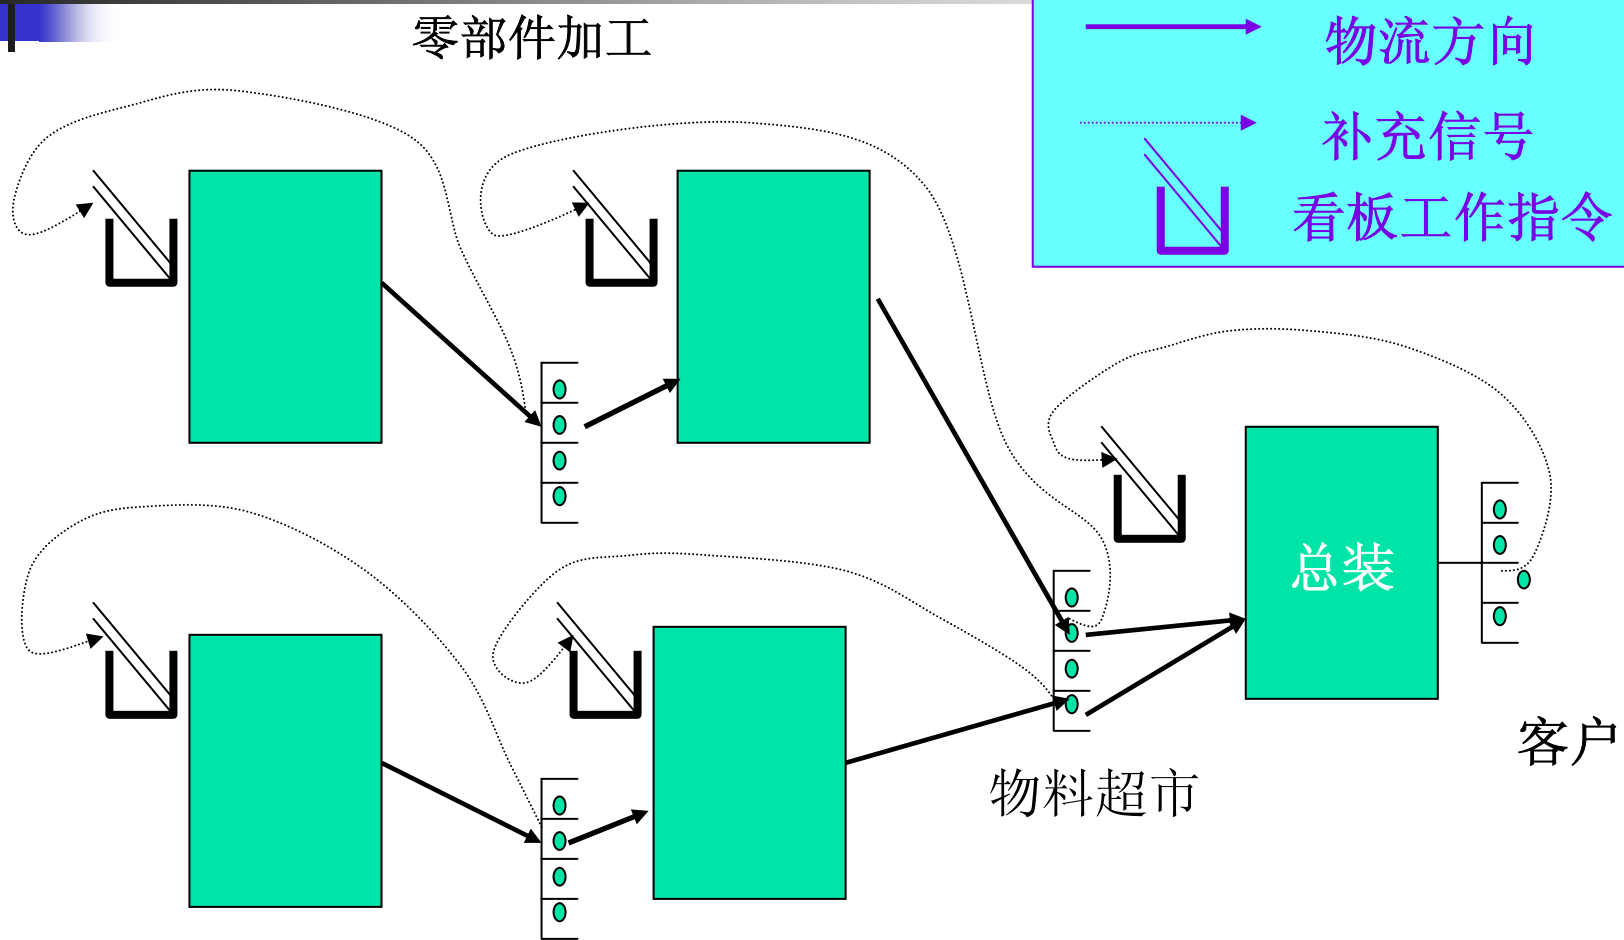 零部件加工
物流方向
补充信号
看板工作指令
总装
客户
物料超市